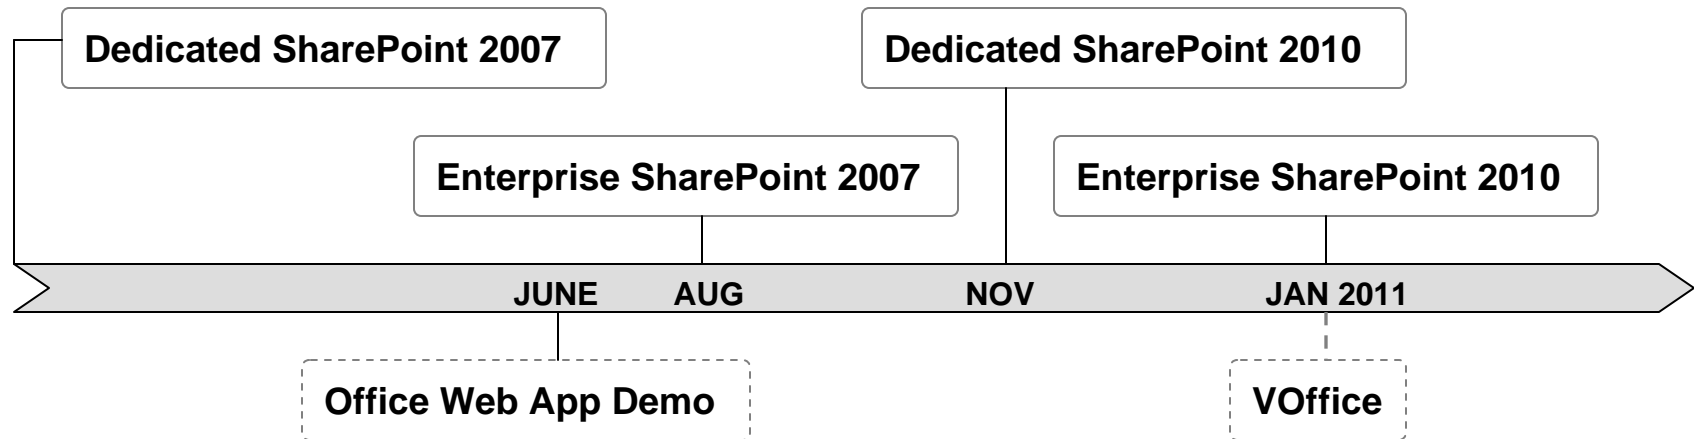 Dedicated SharePoint 2007
Dedicated SharePoint 2010
Enterprise SharePoint 2007
Enterprise SharePoint 2010
JUNE
AUG
NOV
JAN 2011
Office Web App Demo
VOffice